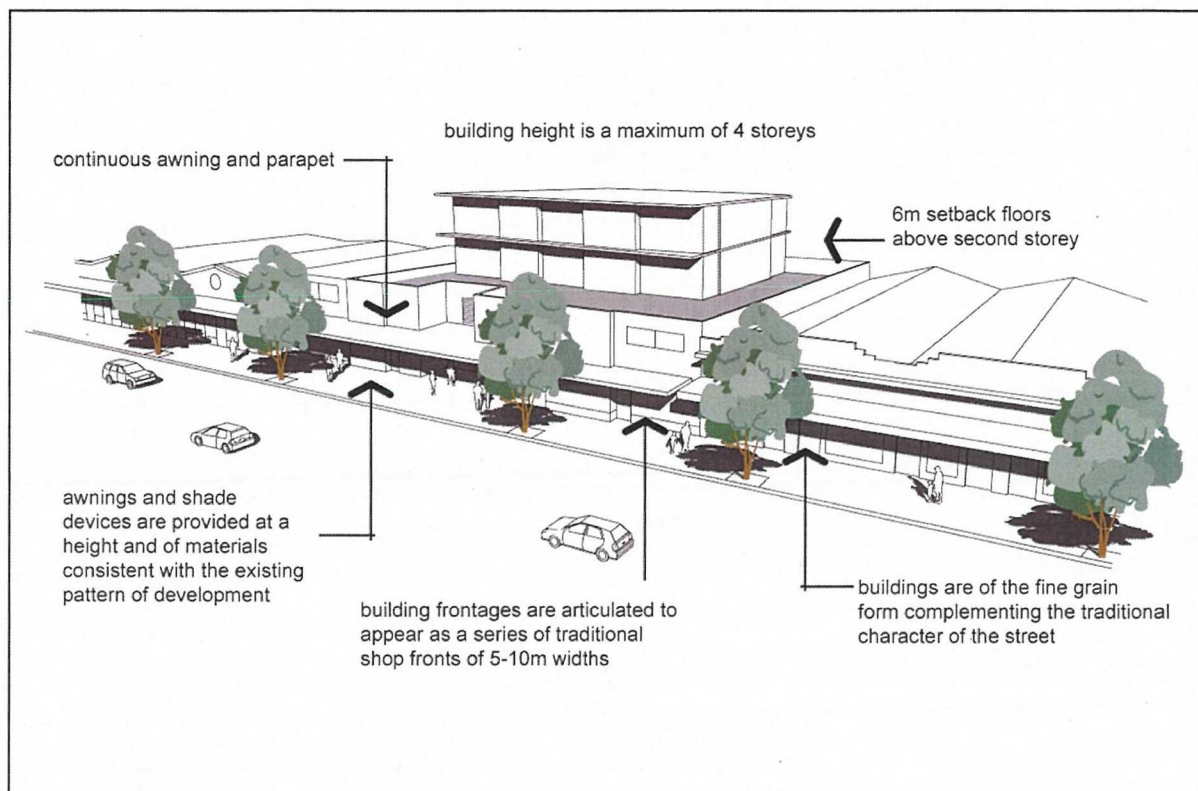 building height is a maximum of 4 storeys
continuous awning and parapet
6m setback floors
above second storey
awnings and shade
devices are provided at a
height and of materials
consistent with the existing
pattern of development
building frontages are articulated to
appear as a series of traditional
shop fronts of 5-10m widths
buildings are of the fine grain
form complementing the traditional
character of the street